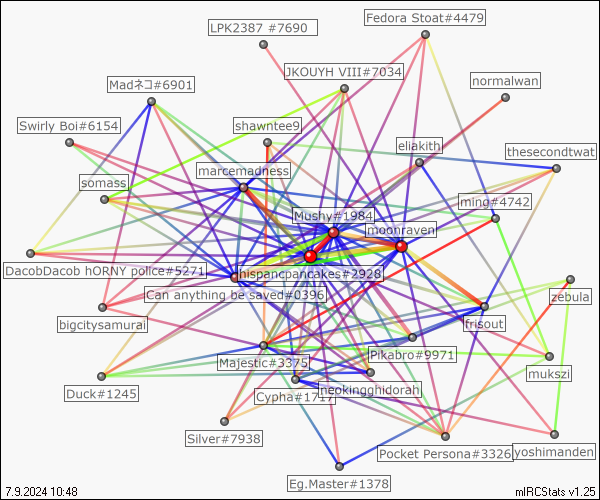 LPK2387 #7690
Fedora Stoat#4479
JKOUYH VIII#7034
Madネコ#6901
normalwan
Swirly Boi#6154
shawntee9
eliakith
thesecondtwat
marcemadness
somass
ming#4742
Mushy#1984
moonraven
DacobDacob hORNY police#5271
hispanicpancakes#2928
Can anything be saved#0396
zebula
bigcitysamurai
frisout
Majestic#3375
Pikabro#9971
mukszi
Duck#1245
Cypha#1717
neokingghidorah
Silver#7938
Pocket Persona#3326
yoshimanden
Eg.Master#1378
7.9.2024 10:48
mIRCStats v1.25